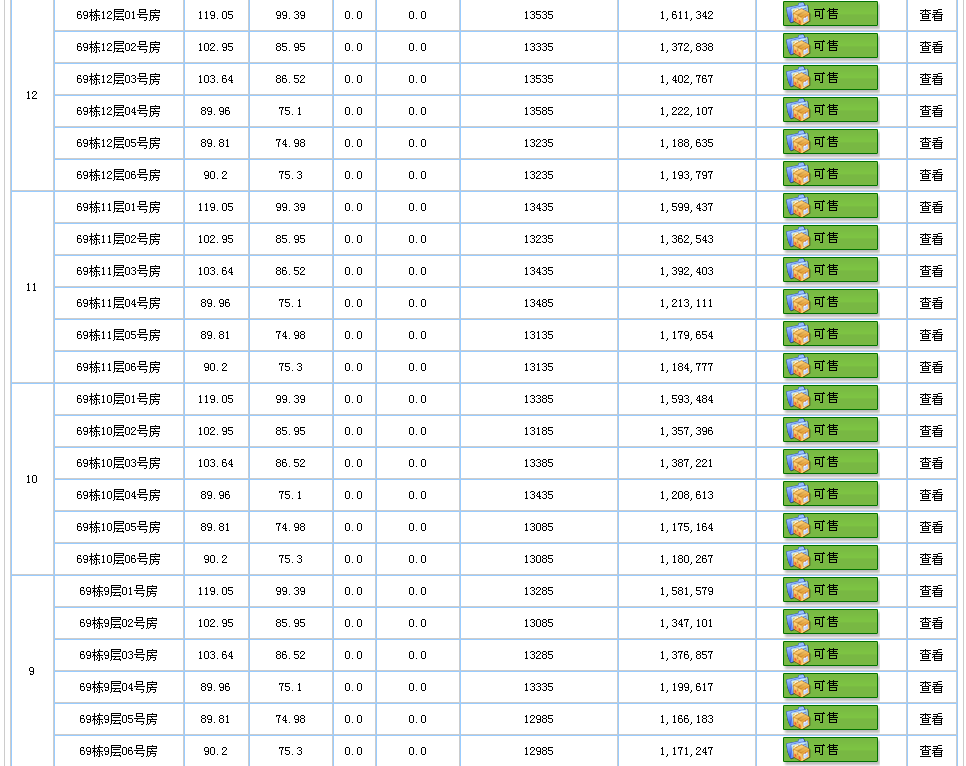 69栋12层01号房 119.05 99.39 0.0 0.0 13535 1,611,342 可售 查看
69栋12层02号房 102.95 85.95 0.0 0.0 13335 1,372,838 可售 查看
69栋12层03号房 103.64 86.52 0.0 0.0 13535 1,402,767 可售 查看
12
69栋12层04号房 89.96 75.1 0.0 0.0 13585 1,222,107 可售 查看
69栋12层05号房 89.81 74.98 0.0 0.0 13235 1,188,635 可售 查看
69栋12层06号房 90.2 75.3 0.0 0.0 13235 1,193,797 可售 查看
69栋11层01号房 119.05 99.39 0.0 0.0 13435 1,599,437 可售 查看
69栋11层02号房 102.95 85.95 0.0 0.0 13235 1,362,543 可售 查看
69栋11层03号房 103.64 86.52 0.0 0.0 13435 1,392,403 可售 查看
11
69栋11层04号房 89.96 75.1 0.0 0.0 13485 1,213,111 可售 查看
69栋11层05号房 89.81 74.98 0.0 0.0 13135 1,179,654 可售 查看
69栋11层06号房 90.2 75.3 0.0 0.0 13135 1,184,777 可售 查看
69栋10层01号房 119.05 99.39 0.0 0.0 13385 1,593,484 可售 查看
69栋10层02号房 102.95 85.95 0.0 0.0 13185 1,357,396 可售 查看
69栋10层03号房 103.64 86.52 0.0 0.0 13385 1,387,221 可售 查看
10
69栋10层04号房 89.96 75.1 0.0 0.0 13435 1,208,613 可售 查看
69栋10层05号房 89.81 74.98 0.0 0.0 13085 1,175,164 可售 查看
69栋10层06号房 90.2 75.3 0.0 0.0 13085 1,180,267 可售 查看
69栋9层01号房 119.05 99.39 0.0 0.0 13285 1,581,579 可售 查看
69栋9层02号房 102.95 85.95 0.0 0.0 13085 1,347,101 可售 查看
69栋9层03号房 103.64 86.52 0.0 0.0 13285 1,376,857 可售 查看
9
69栋9层04号房 89.96 75.1 0.0 0.0 13335 1,199,617 可售 查看
69栋9层05号房 89.81 74.98 0.0 0.0 12985 1,166,183 可售 查看
69栋9层06号房 90.2 75.3 0.0 0.0 12985 1,171,247 可售 查看